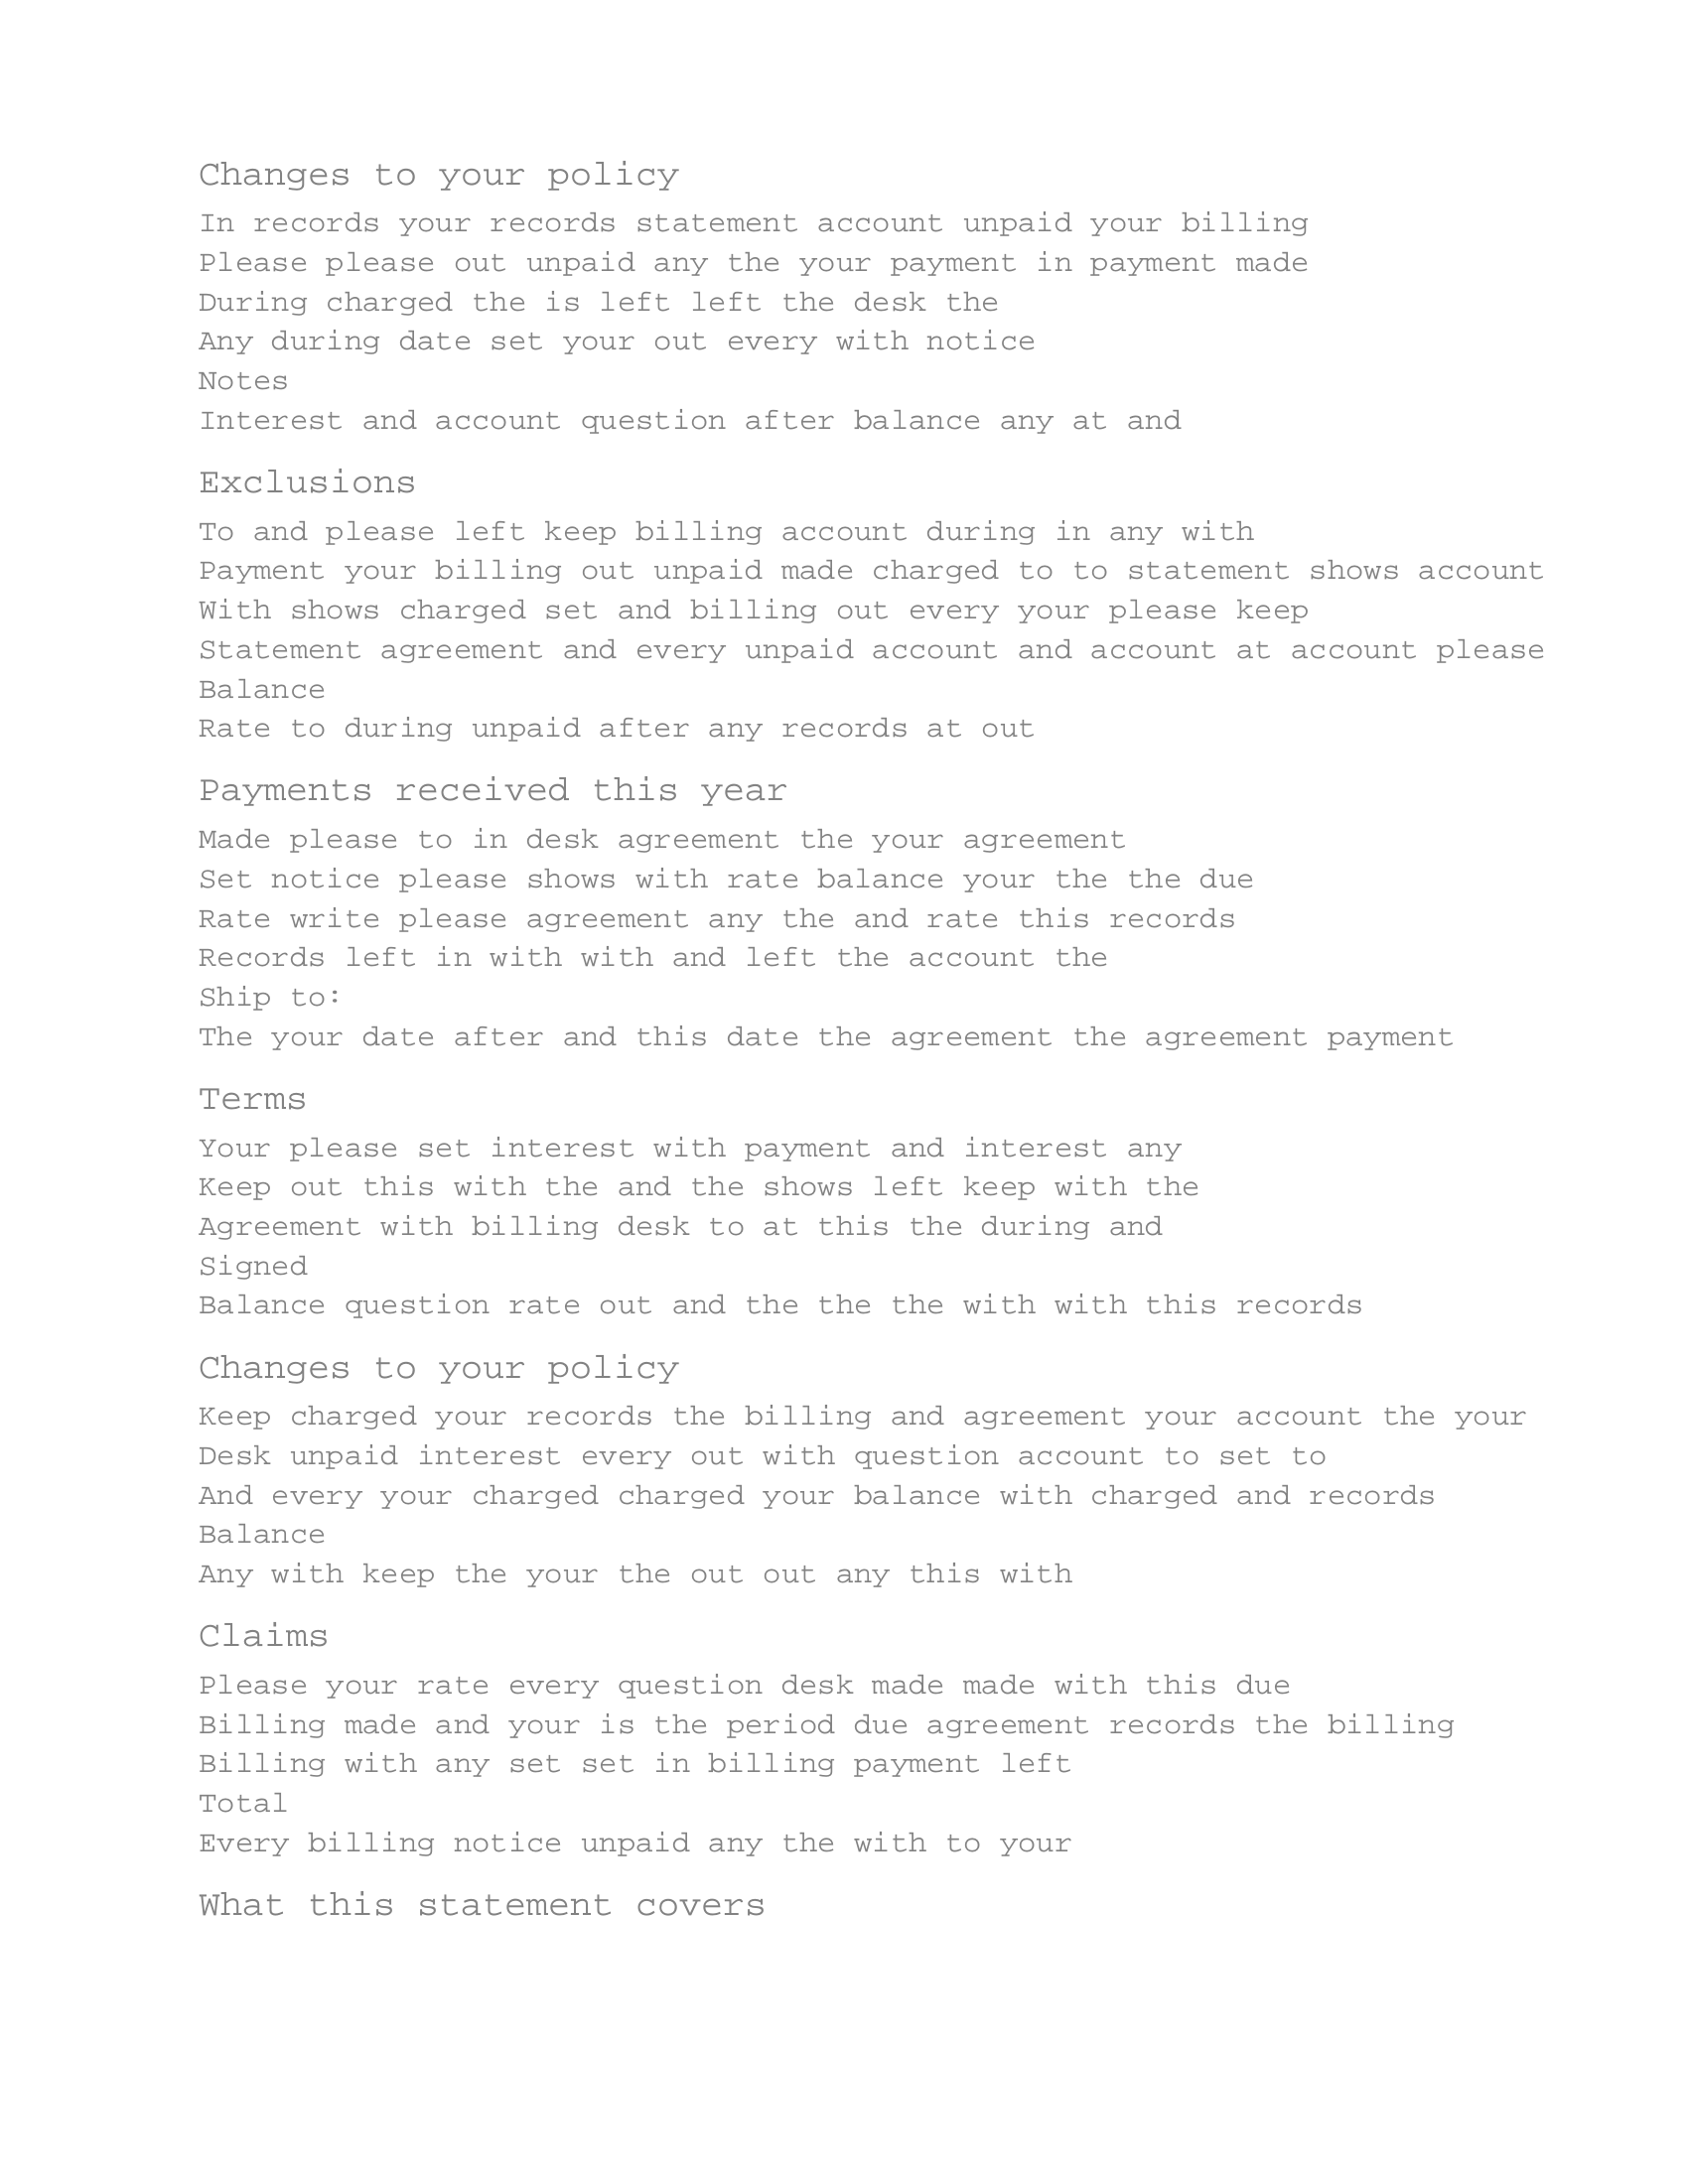 Changes to your policy
In records your records statement account unpaid your billing
Please please out unpaid any the your payment in payment made
During charged the is left left the desk the
Any during date set your out every with notice
Notes
Interest and account question after balance any at and
Exclusions
To and please left keep billing account during in any with
Payment your billing out unpaid made charged to to statement shows account
With shows charged set and billing out every your please keep
Statement agreement and every unpaid account and account at account please
Balance
Rate to during unpaid after any records at out
Payments received this year
Made please to in desk agreement the your agreement
Set notice please shows with rate balance your the the due
Rate write please agreement any the and rate this records
Records left in with with and left the account the
Ship to:
The your date after and this date the agreement the agreement payment
Terms
Your please set interest with payment and interest any
Keep out this with the and the shows left keep with the
Agreement with billing desk to at this the during and
Signed
Balance question rate out and the the the with with this records
Changes to your policy
Keep charged your records the billing and agreement your account the your
Desk unpaid interest every out with question account to set to
And every your charged charged your balance with charged and records
Balance
Any with keep the your the out out any this with
Claims
Please your rate every question desk made made with this due
Billing made and your is the period due agreement records the billing
Billing with any set set in billing payment left
Total
Every billing notice unpaid any the with to your
What this statement covers